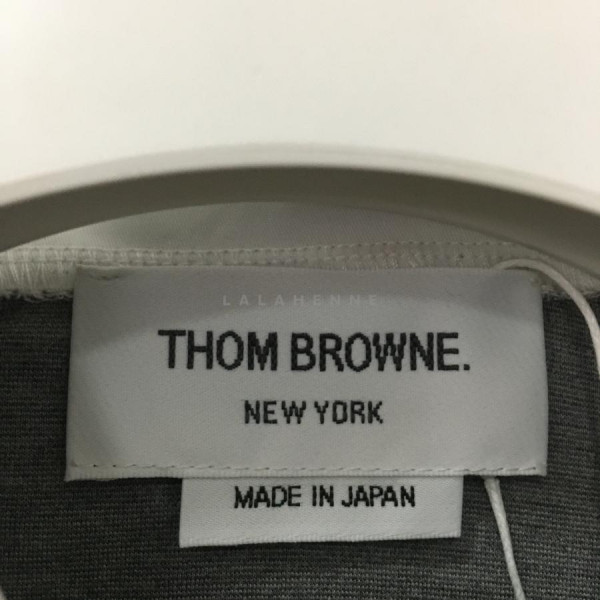 LALAHENNE
THOM BROWNE.
NEW YORK
MADE IN JAPAN